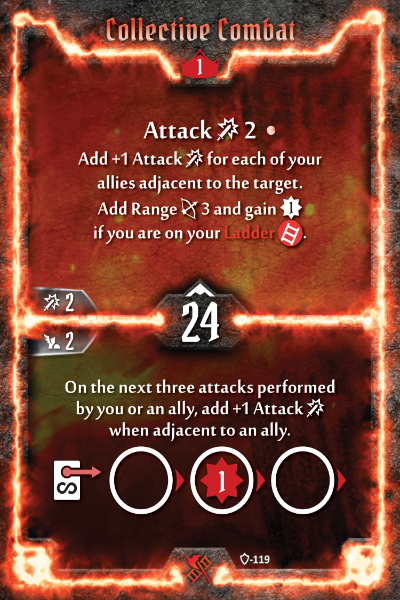 Collective Combat
1
Attack 2
Add +1 Attack for each of your
allies adjacent to the target.
Add Range 3 and gain
if you are on your Ladder.
2
24
2
On the next three attacks performed
by you or an ally, add +1 Attack
when adjacent to an ally.
S 1
-119